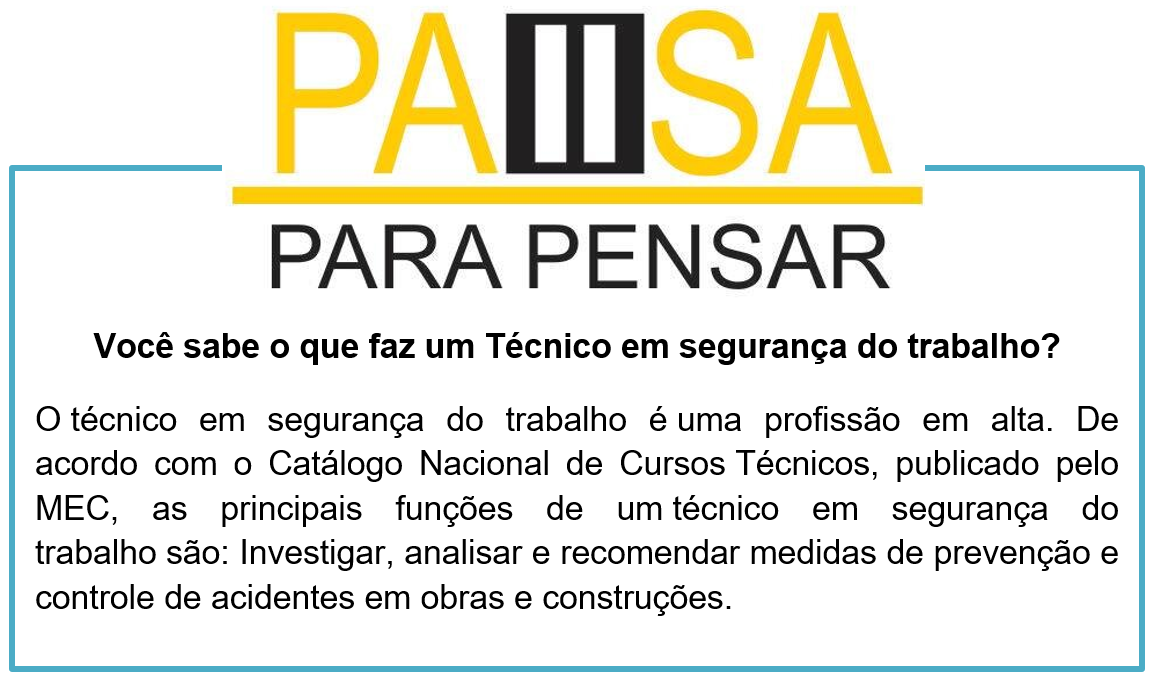 PAUSA
PARA PENSAR
Você sabe o que faz um Técnico em segurança do trabalho?
O técnico em segurança do trabalho é uma profissão em alta. De
acordo com o Catálogo Nacional de Cursos Técnicos, publicado pelo
MEC, as principais funções de um técnico em segurança do
trabalho são: Investigar, analisar e recomendar medidas de prevenção e
controle de acidentes em obras e construções.